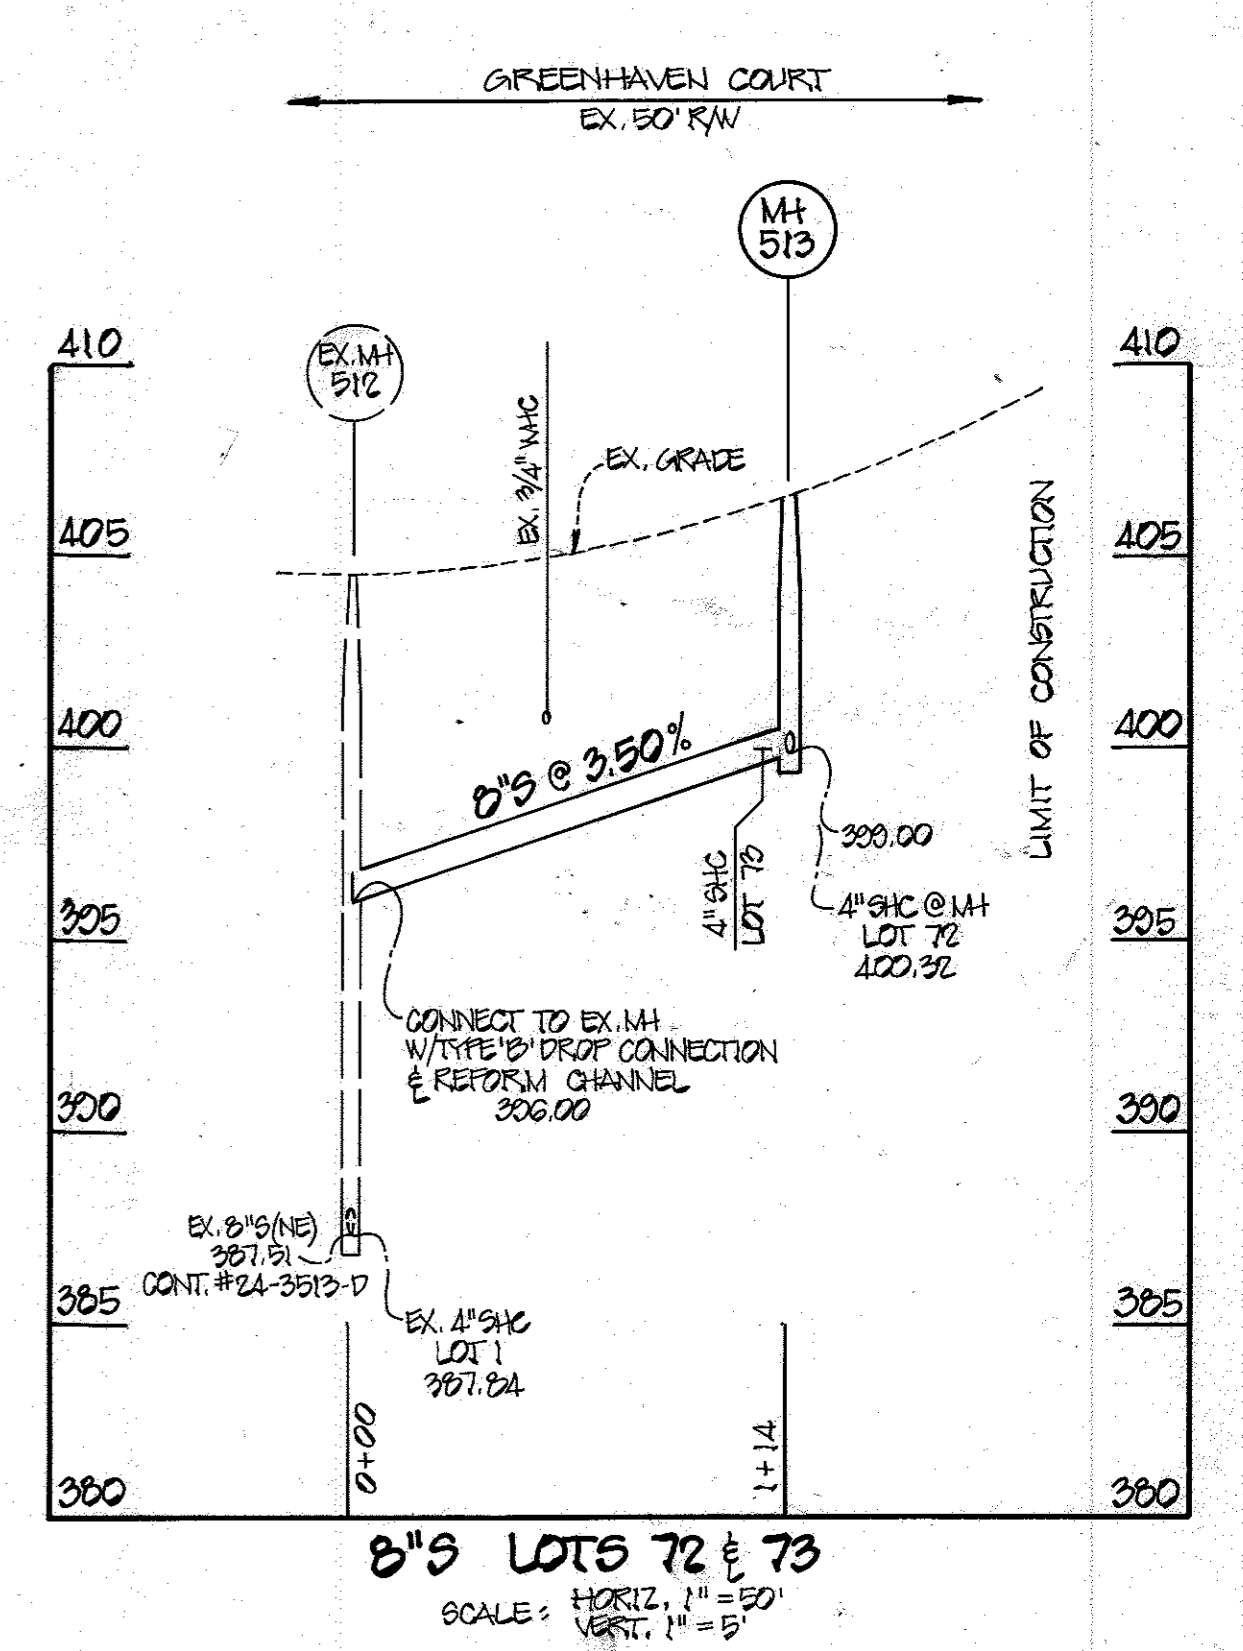 GREENHAVEN COURT
EX. 50' R/W
MH
513
EX. MH
512
410
410
EX. 3/4" WHC
EX. GRADE
405
405
LIMIT OF CONSTRUCTION
400
400
8"S @ 3.50%
399.00
4" SHC
LOT 73
4" SHC @ MH
LOT 72
400.32
395
395
CONNECT TO EX. MH
W/TYPE 'B' DROP CONNECTION
& REFORM CHANNEL
396.00
390
390
EX. 8"S (NE)
387.51
CONT. #24-3513-D
385
385
EX. 4" SHC
LOT 1
387.84
0+00
1+14
380
380
8"S LOTS 72 & 73
SCALE: HORIZ. 1" = 50'
VERT. 1" = 5'